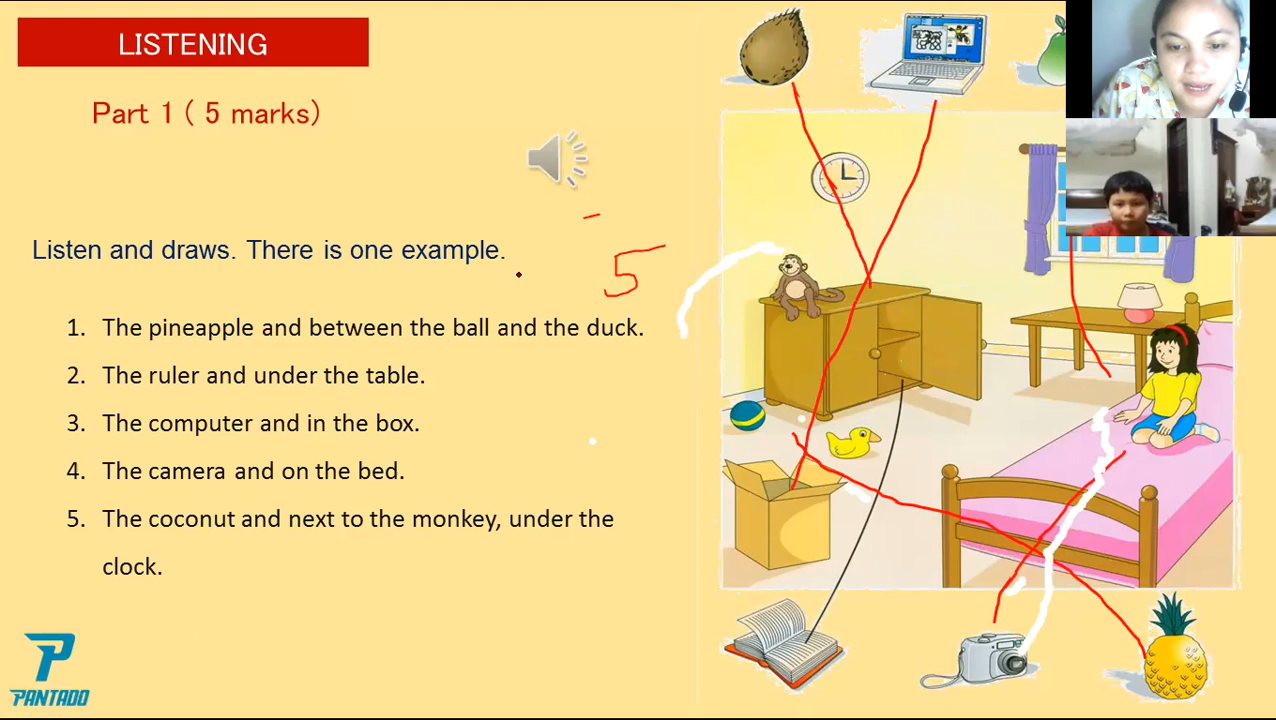 LISTENING
Part 1 ( 5 marks)
Listen and draws. There is one example.
5
1. The pineapple and between the ball and the duck.
2. The ruler and under the table.
3. The computer and in the box.
4. The camera and on the bed.
5. The coconut and next to the monkey, under the
clock.
PANTADO